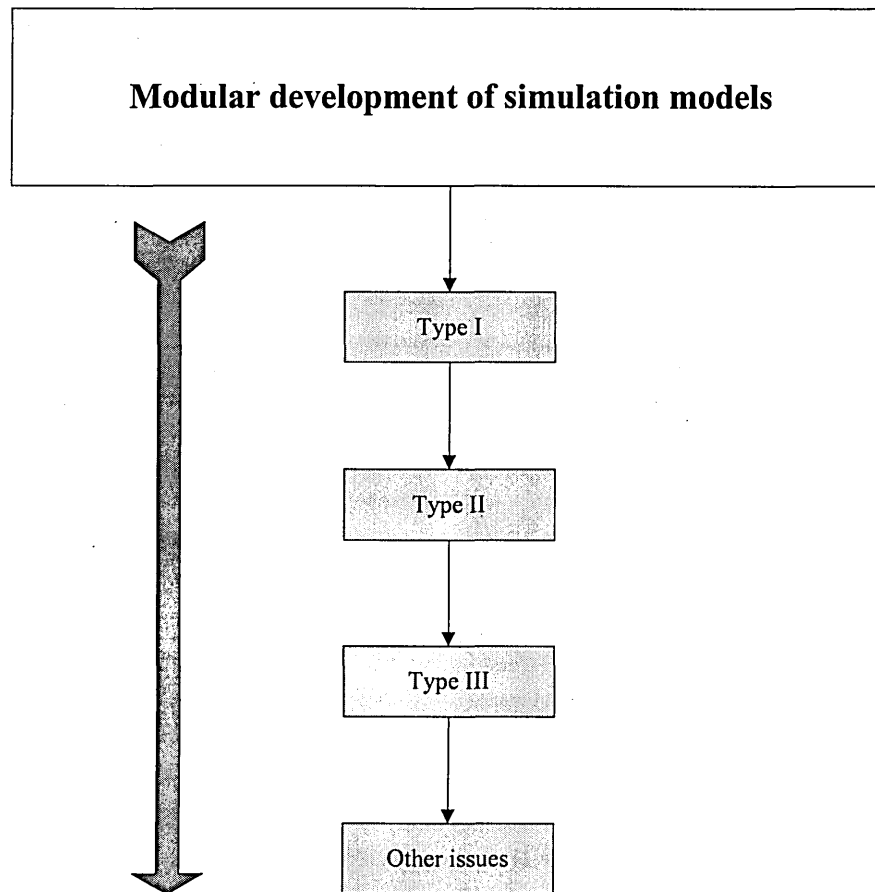 Modular development of simulation models
Type I
Type II
Type III
Other issues